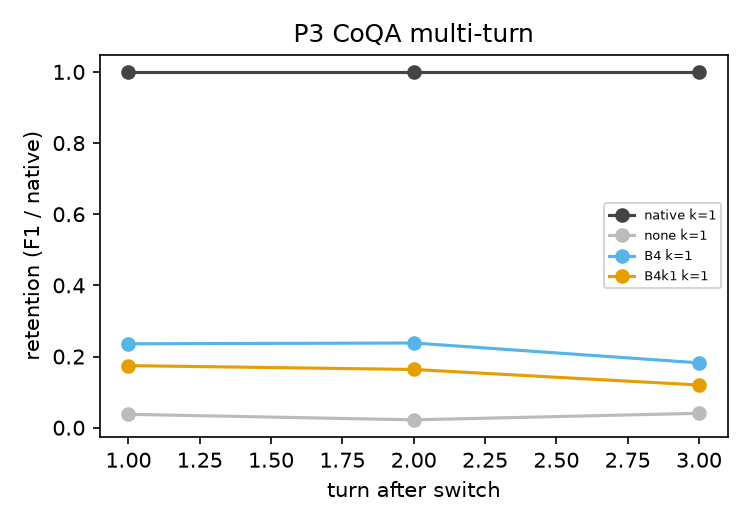 P3 CoQA multi-turn
retention (F1 / native)
1.0
0.8
0.6
0.4
0.2
0.0
native k=1
none k=1
B4 k=1
B4k1 k=1
1.00 1.25 1.50 1.75 2.00 2.25 2.50 2.75 3.00
turn after switch